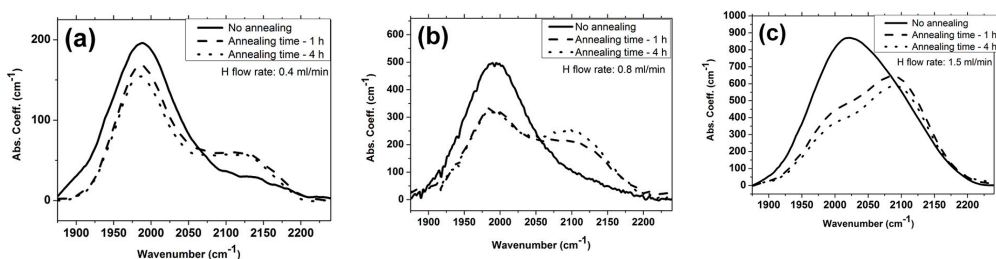 (a)
No annealing
Annealing time - 1 h
Annealing time - 4 h
H flow rate: 0.4 ml/min
Abs. Coeff. (cm⁻¹)
200
100
0
1900 1950 2000 2050 2100 2150 2200
Wavenumber (cm⁻¹)
(b)
No annealing
Annealing time - 1 h
Annealing time - 4 h
H flow rate: 0.8 ml/min
Abs. Coeff. (cm⁻¹)
600
500
400
300
200
100
0
1900 1950 2000 2050 2100 2150 2200
Wavenumber (cm⁻¹)
(c)
No annealing
Annealing time - 1 h
Annealing time - 4 h
H flow rate: 1.5 ml/min
Abs. Coeff. (cm⁻¹)
1000
900
800
700
600
500
400
300
200
100
0
1900 1950 2000 2050 2100 2150 2200
Wavenumber (cm⁻¹)